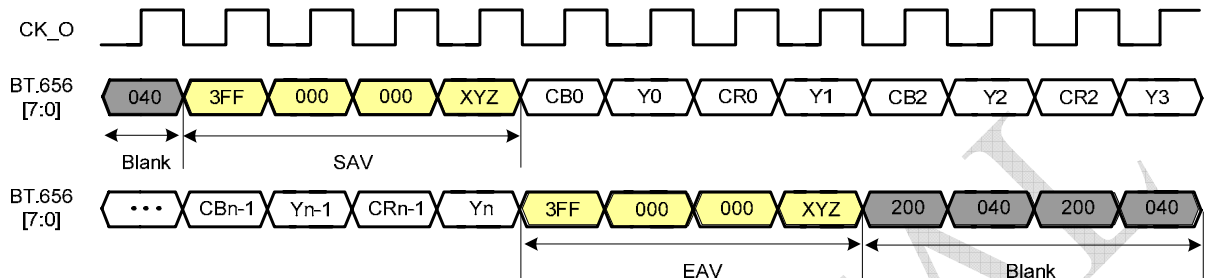 CK_O
BT.656 [7:0] 040 3FF 000 000 XYZ CB0 Y0 CR0 Y1 CB2 Y2 CR2 Y3
Blank SAV
BT.656 [7:0] ••• CBn-1 Yn-1 CRn-1 Yn 3FF 000 000 XYZ 200 040 200 040
EAV Blank